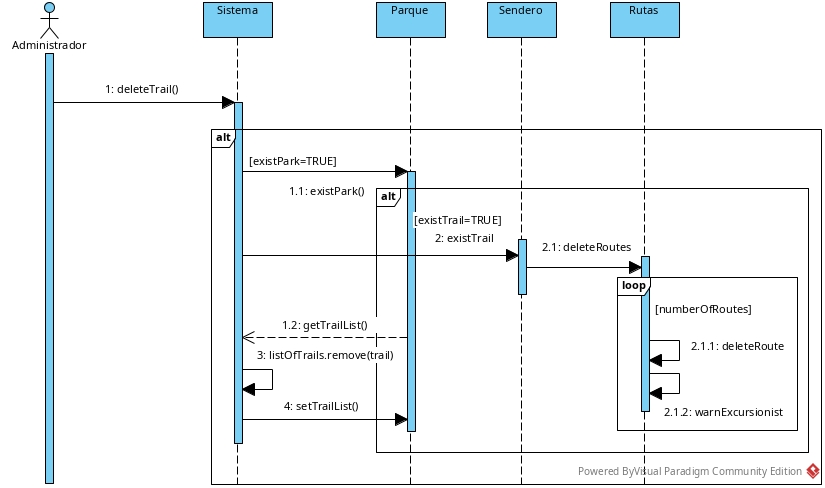 Sistema
Parque
Sendero
Rutas
Administrador
1: deleteTrail()
alt
[existPark=TRUE]
1.1: existPark()
alt
[existTrail=TRUE]
2: existTrail
2.1: deleteRoutes
loop
[numberOfRoutes]
1.2: getTrailList()
2.1.1: deleteRoute
3: listOfTrails.remove(trail)
4: setTrailList()
2.1.2: warnExcursionist
Powered ByVisual Paradigm Community Edition